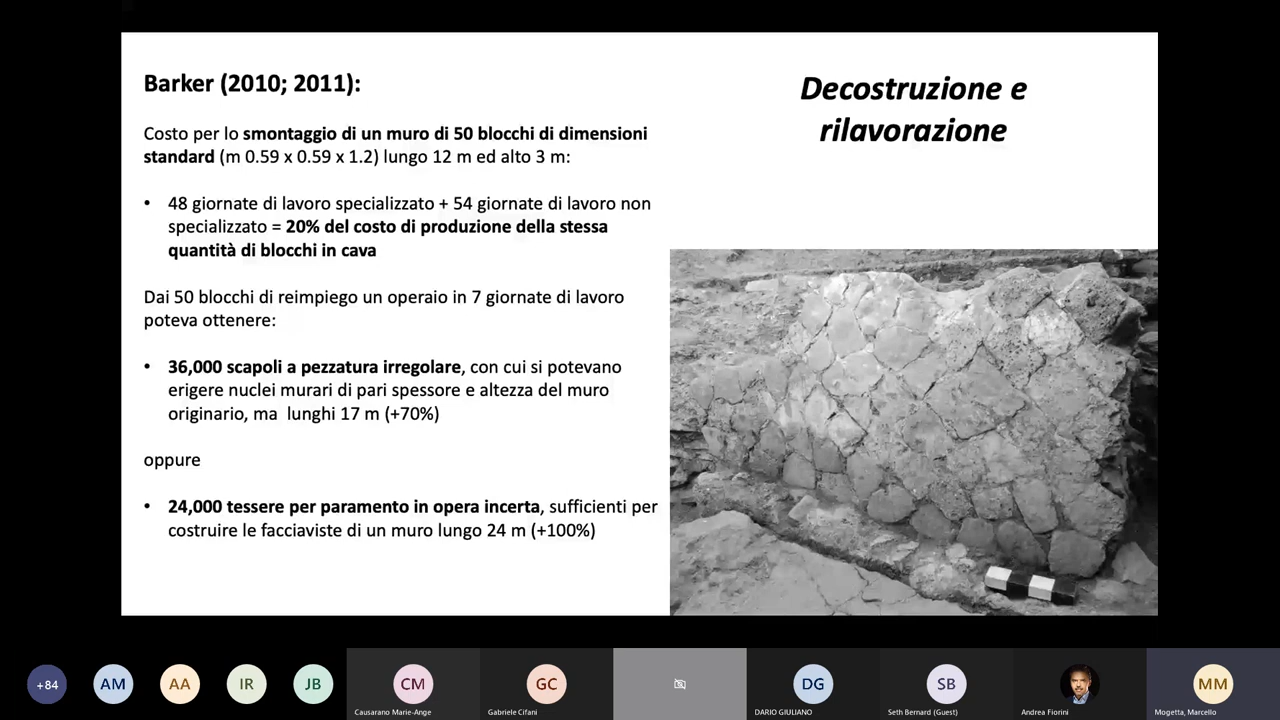 Barker (2010; 2011):
Costo per lo smontaggio di un muro di 50 blocchi di dimensioni
standard (m 0.59 x 0.59 x 1.2) lungo 12 m ed alto 3 m:
• 48 giornate di lavoro specializzato + 54 giornate di lavoro non
specializzato = 20% del costo di produzione della stessa
quantità di blocchi in cava
Dai 50 blocchi di reimpiego un operaio in 7 giornate di lavoro
poteva ottenere:
• 36,000 scapoli a pezzatura irregolare, con cui si potevano
erigere nuclei murari di pari spessore e altezza del muro
originario, ma lunghi 17 m (+70%)
oppure
• 24,000 tessere per paramento in opera incerta, sufficienti per
costruire le facciaviste di un muro lungo 24 m (+100%)
Decostruzione e
rilavorazione
+84
AM
AA
IR
JB
CM
Causarano Marie-Ange
GC
Gabriele Cifani
DG
DARIO GIULIANO
SB
Seth Bernard (Guest)
Andrea Fiorini
MM
Mogetta, Marcello